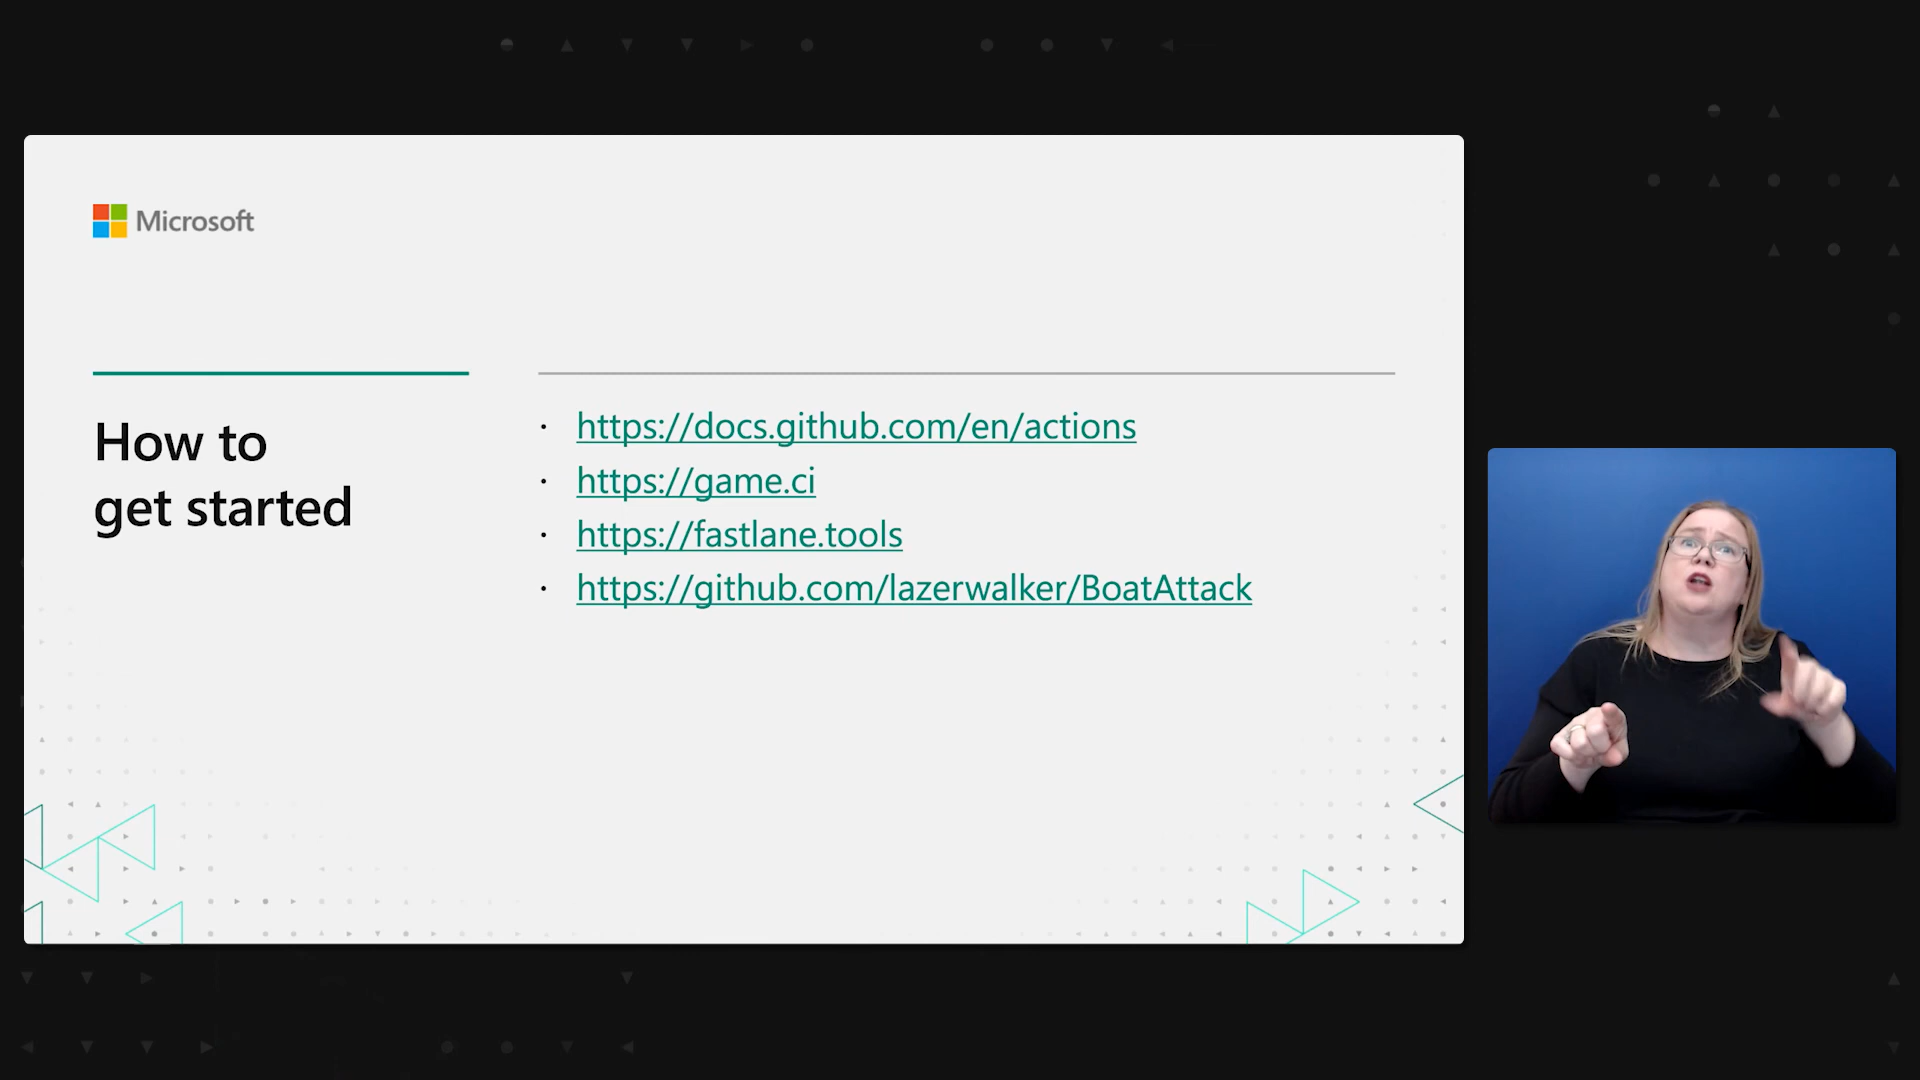 Microsoft
How to
get started
· https://docs.github.com/en/actions
· https://game.ci
· https://fastlane.tools
· https://github.com/lazerwalker/BoatAttack